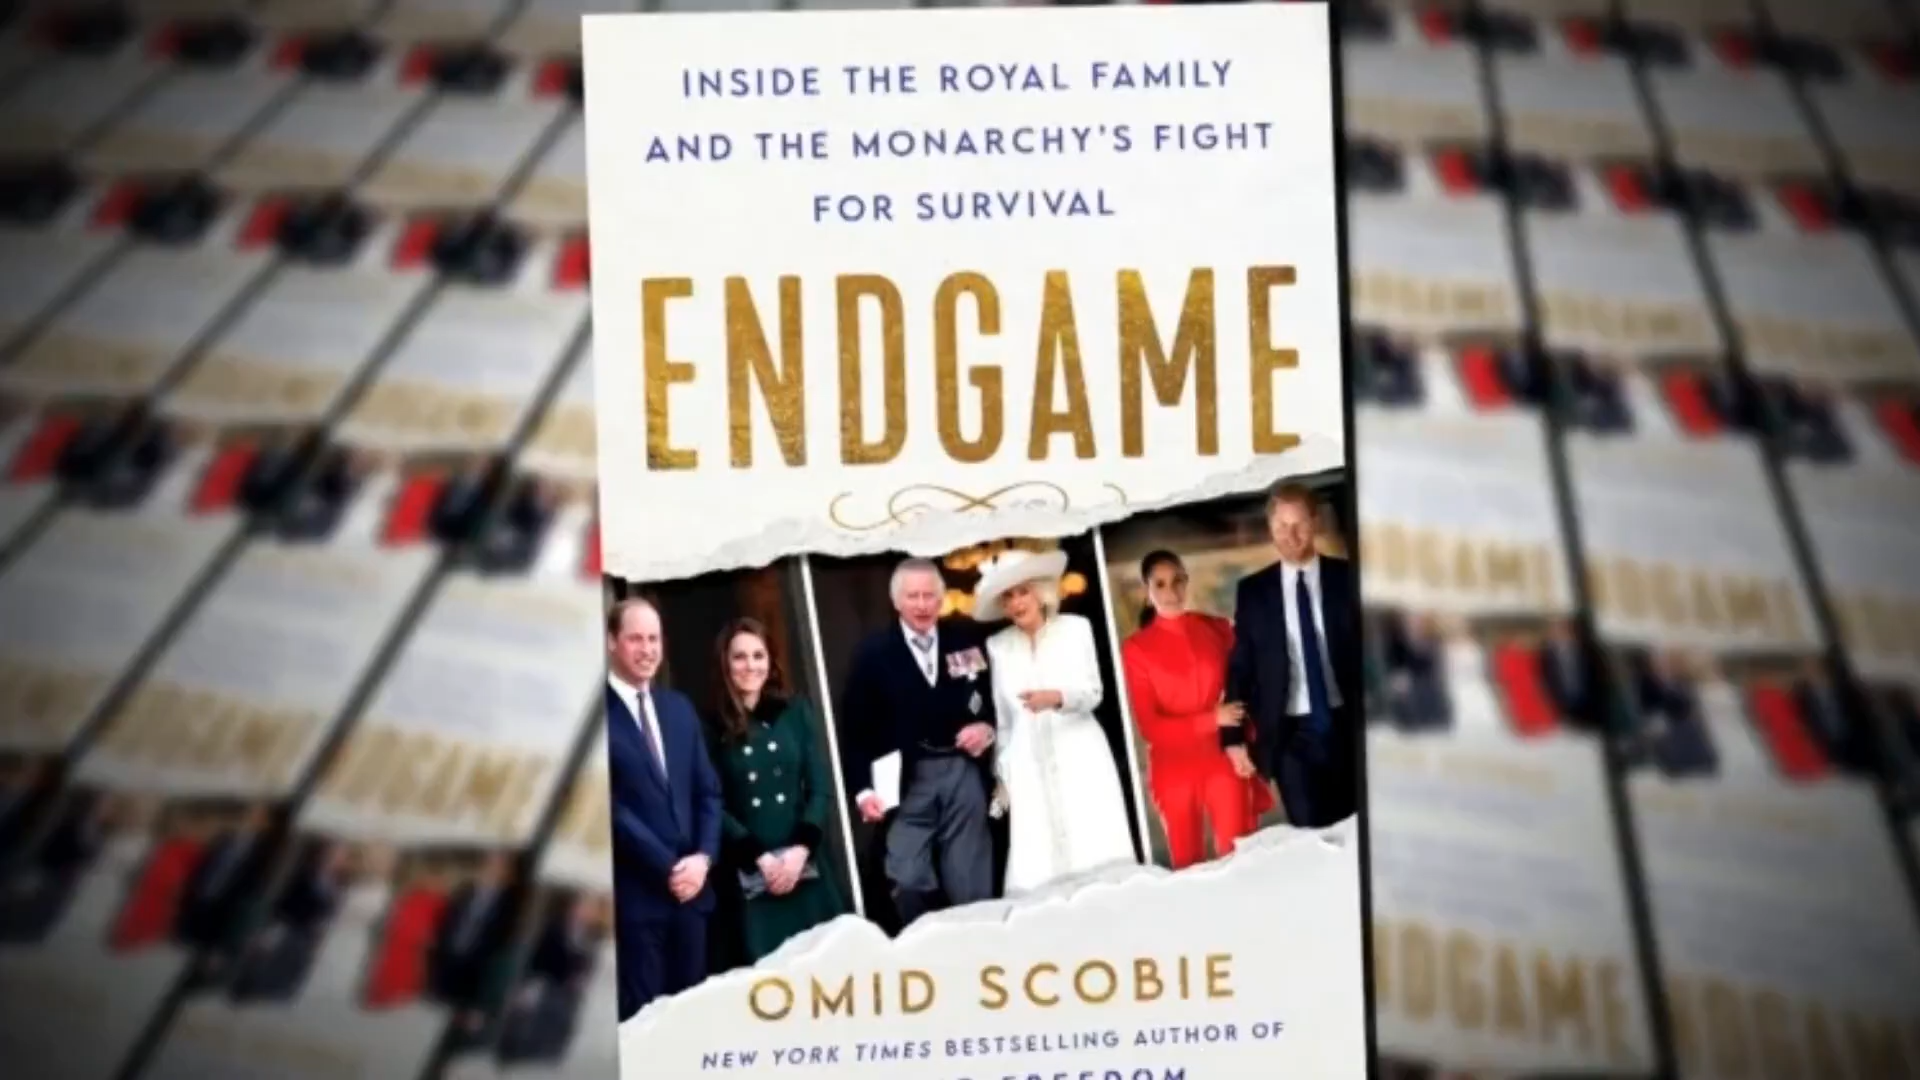 INSIDE THE ROYAL FAMILY
AND THE MONARCHY'S FIGHT
FOR SURVIVAL
ENDGAME
OMID SCOBIE
NEW YORK TIMES BESTSELLING AUTHOR OF
FREEDOM